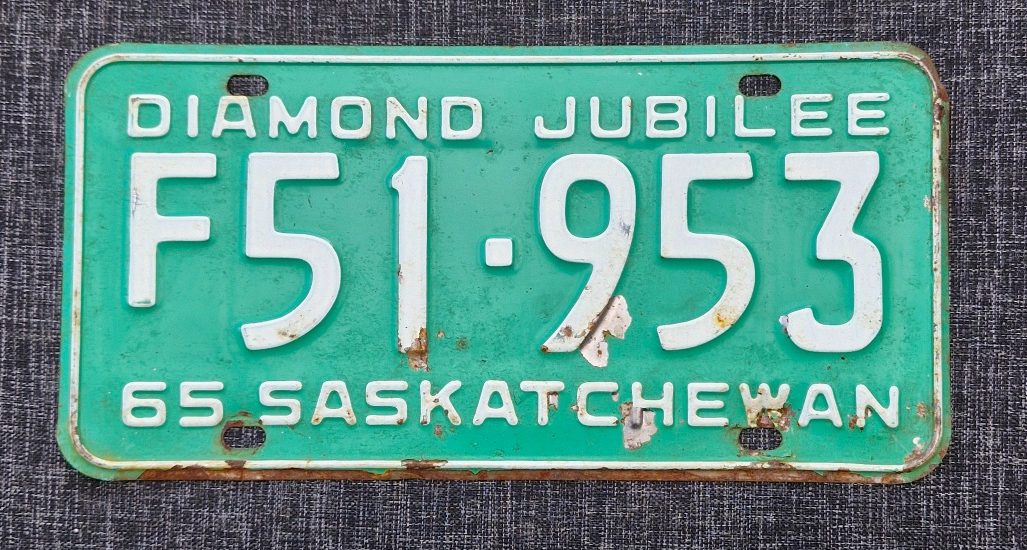 DIAMOND JUBILEE
F51·953
65 SASKATCHEWAN